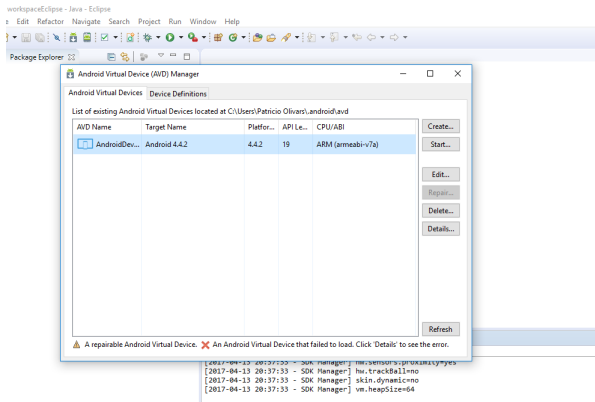 workspaceEclipse - Java - Eclipse
Edit Refactor Navigate Search Project Run Window Help
Package Explorer
Android Virtual Device (AVD) Manager
Android Virtual Devices Device Definitions
List of existing Android Virtual Devices located at C:\Users\Patricio Olivars\.android\avd
AVD Name Target Name Platfor... API Le... CPU/ABI Create...
AndroidDev... Android 4.4.2 4.4.2 19 ARM (armeabi-v7a) Start...
Edit...
Repair...
Delete...
Details...
Refresh
A repairable Android Virtual Device. An Android Virtual Device that failed to load. Click 'Details' to see the error.
[2017-04-13 20:37:33 - SDK Manager] hw.sensors.proximity=yes
[2017-04-13 20:37:33 - SDK Manager] hw.trackBall=no
[2017-04-13 20:37:33 - SDK Manager] skin.dynamic=no
[2017-04-13 20:37:33 - SDK Manager] vm.heapSize=64